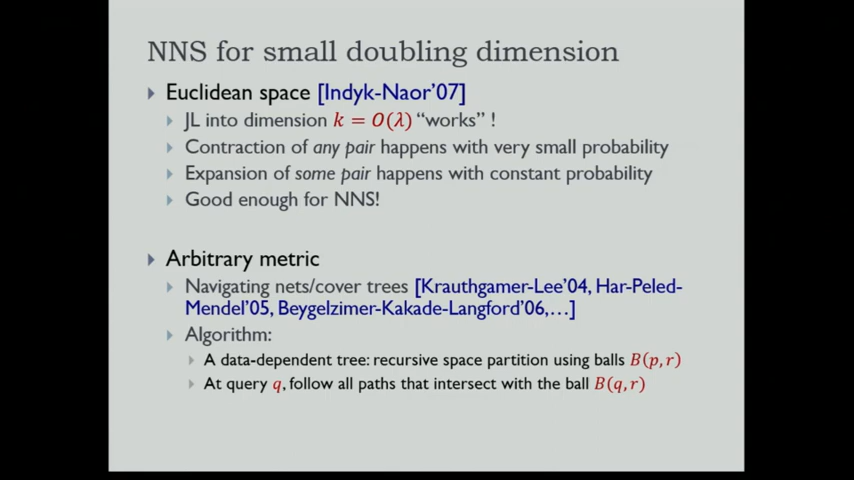 NNS for small doubling dimension
Euclidean space [Indyk-Naor'07]
JL into dimension k = O(λ) "works" !
Contraction of any pair happens with very small probability
Expansion of some pair happens with constant probability
Good enough for NNS!
Arbitrary metric
Navigating nets/cover trees [Krauthgamer-Lee'04, Har-Peled-
Mendel'05, Beygelzimer-Kakade-Langford'06,…]
Algorithm:
A data-dependent tree: recursive space partition using balls B(p,r)
At query q, follow all paths that intersect with the ball B(q,r)